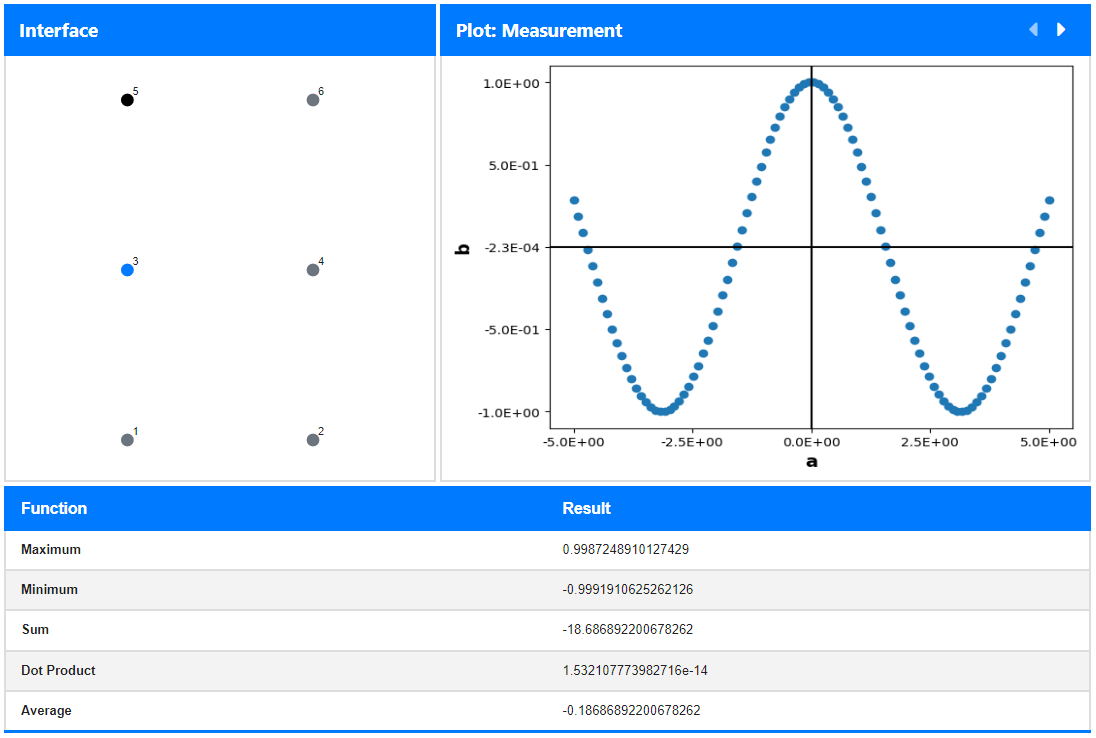 Interface
5
6
3
4
1
2
Plot: Measurement
1.0E+00
5.0E-01
-2.3E-04
-5.0E-01
-1.0E+00
b
-5.0E+00 -2.5E+00 0.0E+00 2.5E+00 5.0E+00
a
Function Result
Maximum 0.9987248910127429
Minimum -0.9991910625262126
Sum -18.686892200678262
Dot Product 1.532107773982716e-14
Average -0.18686892200678262